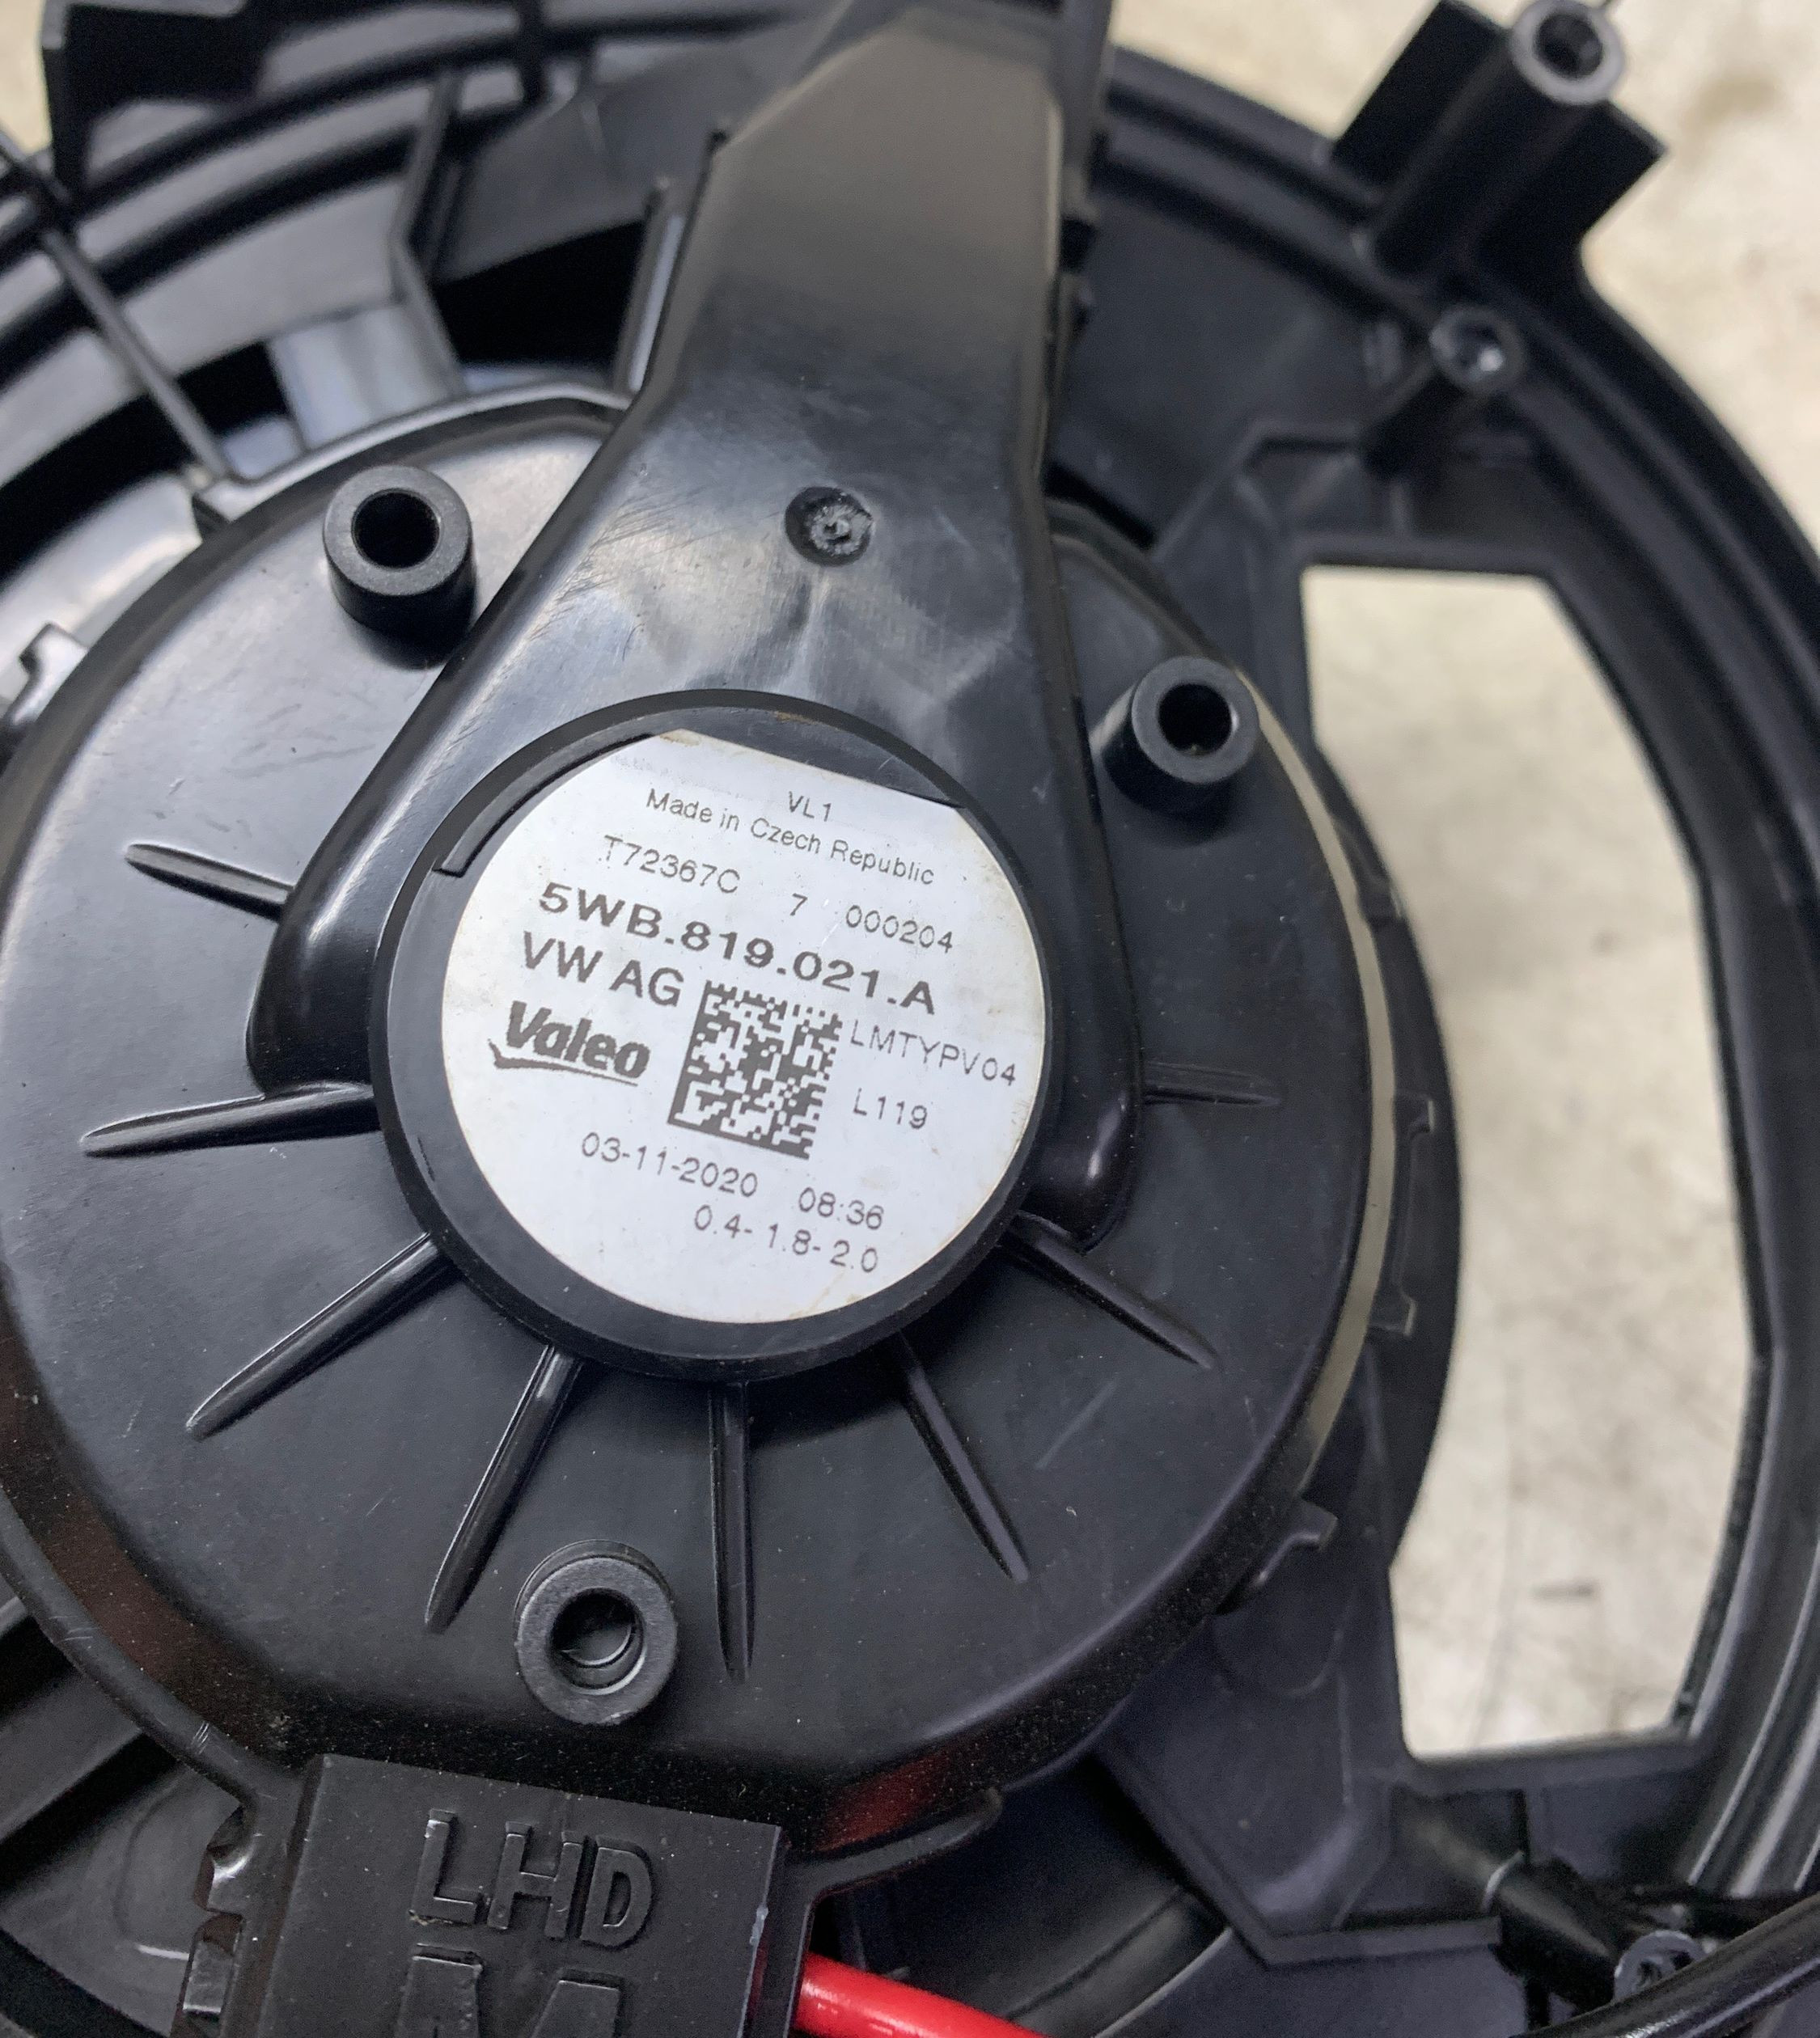 VL1
Made in Czech Republic
T72367C 7 000204
5WB.819.021.A
VW AG
LMTYPV04
Valeo
L119
03-11-2020 08:36
0.4- 1.8- 2.0
LHD
M